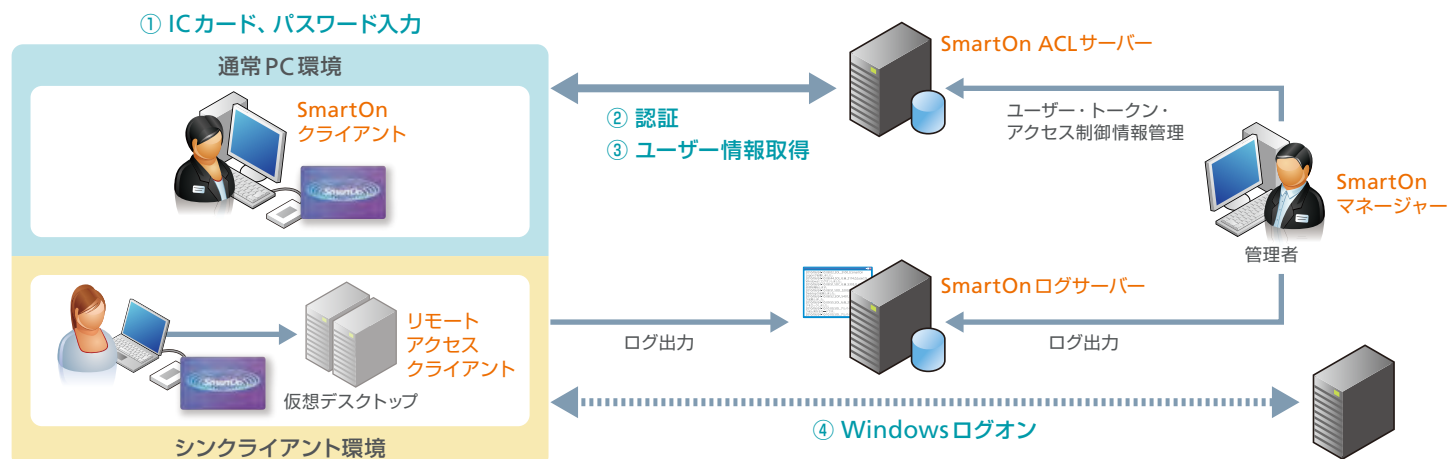 ① ICカード、パスワード入力
通常PC環境
SmartOn
クライアント
SmartOn
② 認証
③ ユーザー情報取得
SmartOn ACLサーバー
ユーザー・トークン・
アクセス制御情報管理
SmartOn
マネージャー
管理者
リモート
アクセス
クライアント
SmartOn
仮想デスクトップ
シンクライアント環境
ログ出力
SmartOnログサーバー
ログ出力
④ Windowsログオン